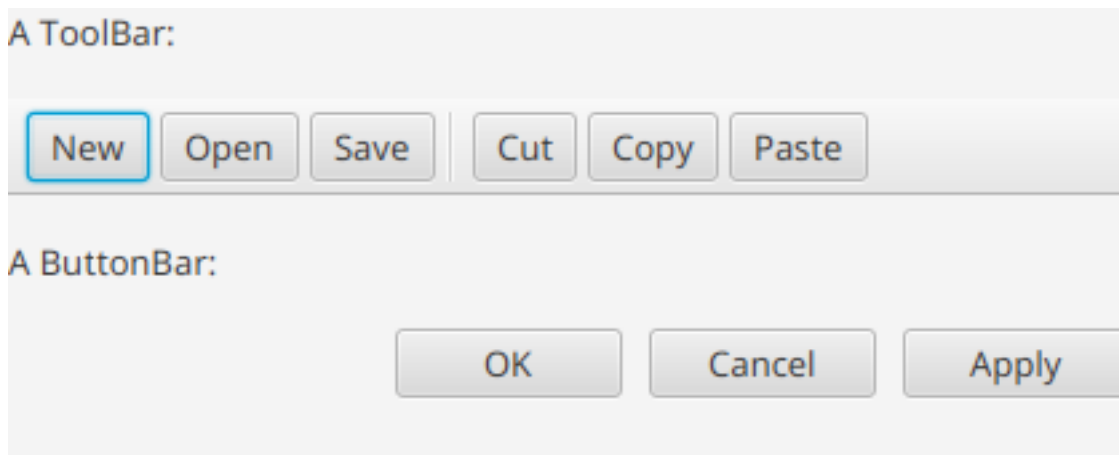 A ToolBar:
New Open Save Cut Copy Paste
A ButtonBar:
OK Cancel Apply